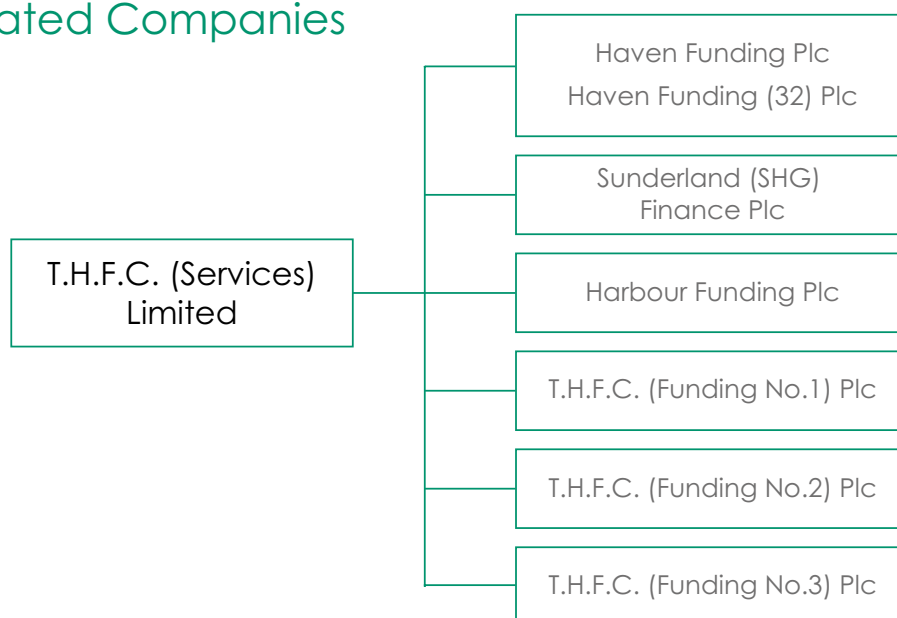 ated Companies
Haven Funding Plc
Haven Funding (32) Plc
Sunderland (SHG)
Finance Plc
T.H.F.C. (Services)
Limited
Harbour Funding Plc
T.H.F.C. (Funding No.1) Plc
T.H.F.C. (Funding No.2) Plc
T.H.F.C. (Funding No.3) Plc